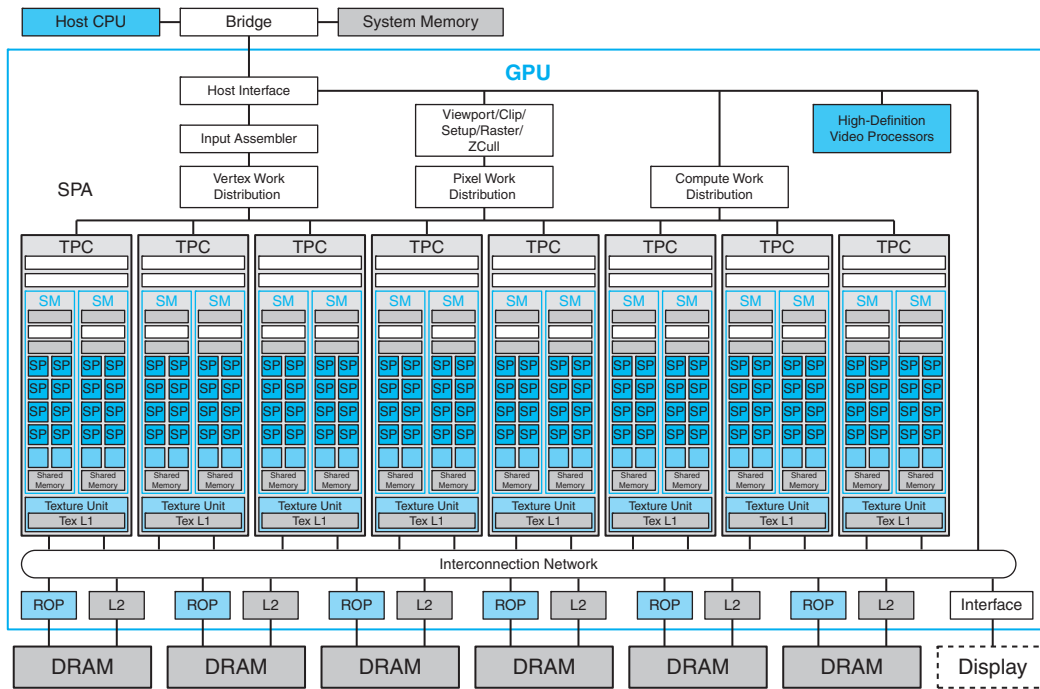 Host CPU Bridge System Memory
GPU
Host Interface
Input Assembler
Viewport/Clip/
Setup/Raster/
ZCull
High-Definition
Video Processors
SPA
Vertex Work
Distribution
Pixel Work
Distribution
Compute Work
Distribution
TPC TPC TPC TPC TPC TPC TPC TPC
SM SM SM SM SM SM SM SM SM SM SM SM SM SM SM SM
SP SP SP SP SP SP SP SP SP SP SP SP SP SP SP SP SP SP SP SP SP SP SP SP SP SP SP SP SP SP SP SP
SP SP SP SP SP SP SP SP SP SP SP SP SP SP SP SP SP SP SP SP SP SP SP SP SP SP SP SP SP SP SP SP
SP SP SP SP SP SP SP SP SP SP SP SP SP SP SP SP SP SP SP SP SP SP SP SP SP SP SP SP SP SP SP SP
SP SP SP SP SP SP SP SP SP SP SP SP SP SP SP SP SP SP SP SP SP SP SP SP SP SP SP SP SP SP SP SP
Shared Shared Shared Shared Shared Shared Shared Shared Shared Shared Shared Shared Shared Shared Shared Shared
Memory Memory Memory Memory Memory Memory Memory Memory Memory Memory Memory Memory Memory Memory Memory Memory
Texture Unit Texture Unit Texture Unit Texture Unit Texture Unit Texture Unit Texture Unit Texture Unit
Tex L1 Tex L1 Tex L1 Tex L1 Tex L1 Tex L1 Tex L1 Tex L1
Interconnection Network
ROP L2 ROP L2 ROP L2 ROP L2 ROP L2 ROP L2 Interface
DRAM DRAM DRAM DRAM DRAM DRAM Display